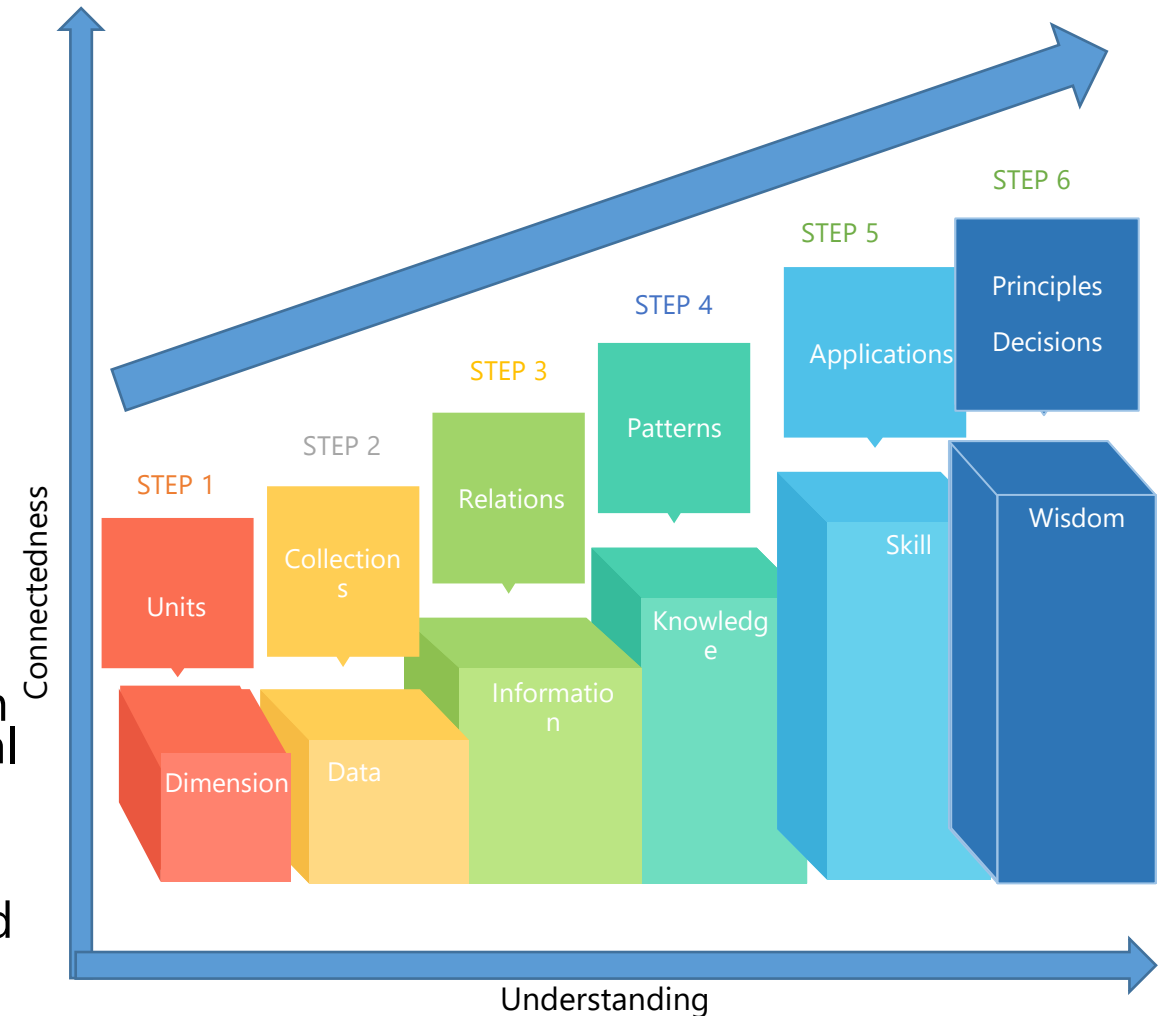 STEP 6
STEP 5
Principles
Decisions
STEP 4
Applications
STEP 3
Patterns
STEP 2
Relations
STEP 1
Collection
s
Units
Connectedness
Wisdom
Skill
Knowledg
e
Informatio
n
Data
Dimension
Understanding